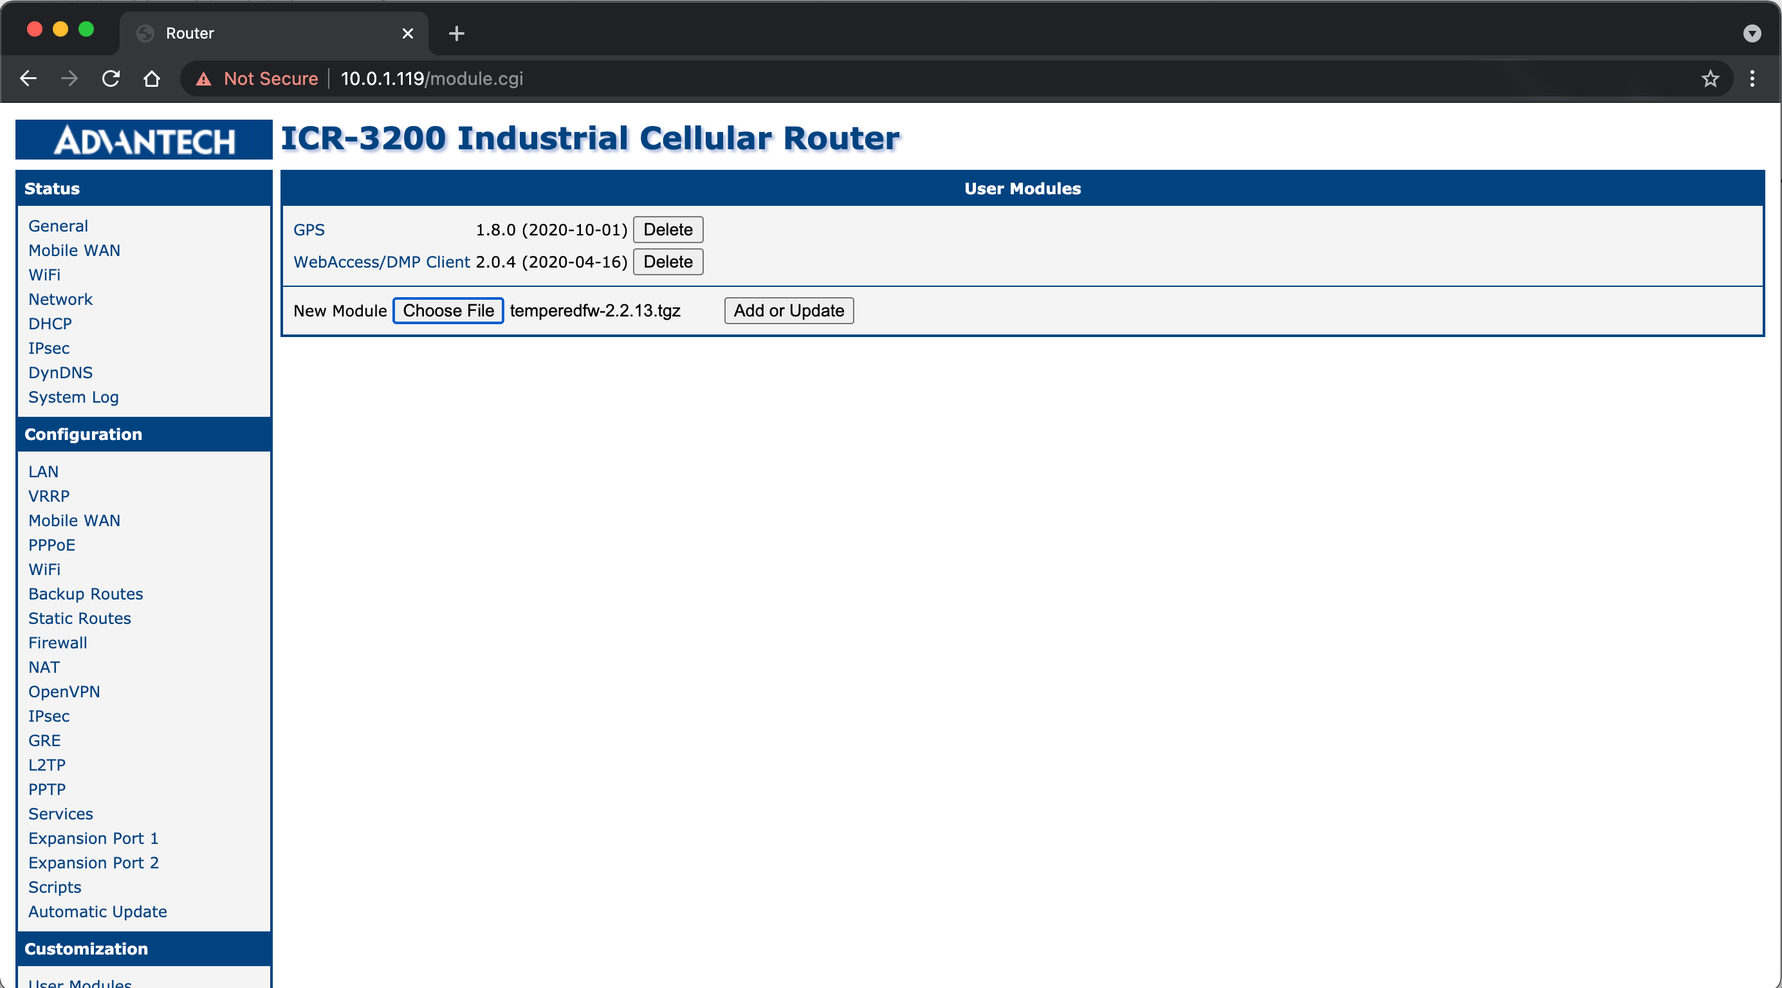 Router
Not Secure
10.0.1.119/module.cgi
ADVANTECH
ICR-3200 Industrial Cellular Router
Status
General
Mobile WAN
WiFi
Network
DHCP
IPsec
DynDNS
System Log
Configuration
LAN
VRRP
Mobile WAN
PPPoE
WiFi
Backup Routes
Static Routes
Firewall
NAT
OpenVPN
IPsec
GRE
L2TP
PPTP
Services
Expansion Port 1
Expansion Port 2
Scripts
Automatic Update
Customization
User Modules
User Modules
GPS 1.8.0 (2020-10-01) Delete
WebAccess/DMP Client 2.0.4 (2020-04-16) Delete
New Module Choose File temperedfw-2.2.13.tgz Add or Update